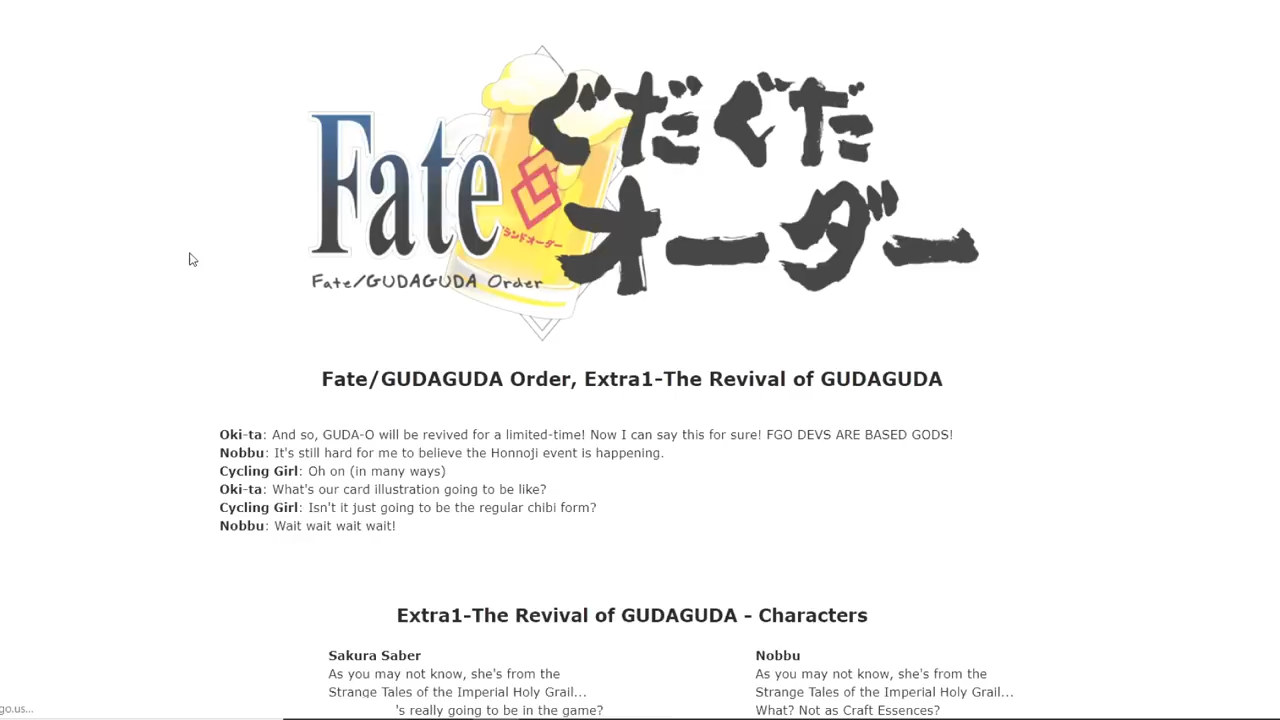 ぐだぐだ
Fate
オーダー
ランドオーダー
Fate/GUDAGUDA Order
Fate/GUDAGUDA Order, Extra1-The Revival of GUDAGUDA
Oki-ta: And so, GUDA-O will be revived for a limited-time! Now I can say this for sure! FGO DEVS ARE BASED GODS!
Nobbu: It's still hard for me to believe the Honnoji event is happening.
Cycling Girl: Oh on (in many ways)
Oki-ta: What's our card illustration going to be like?
Cycling Girl: Isn't it just going to be the regular chibi form?
Nobbu: Wait wait wait wait!
Extra1-The Revival of GUDAGUDA - Characters
Sakura Saber
As you may not know, she's from the
Strange Tales of the Imperial Holy Grail...
's really going to be in the game?
Nobbu
As you may not know, she's from the
Strange Tales of the Imperial Holy Grail...
What? Not as Craft Essences?
go.us...